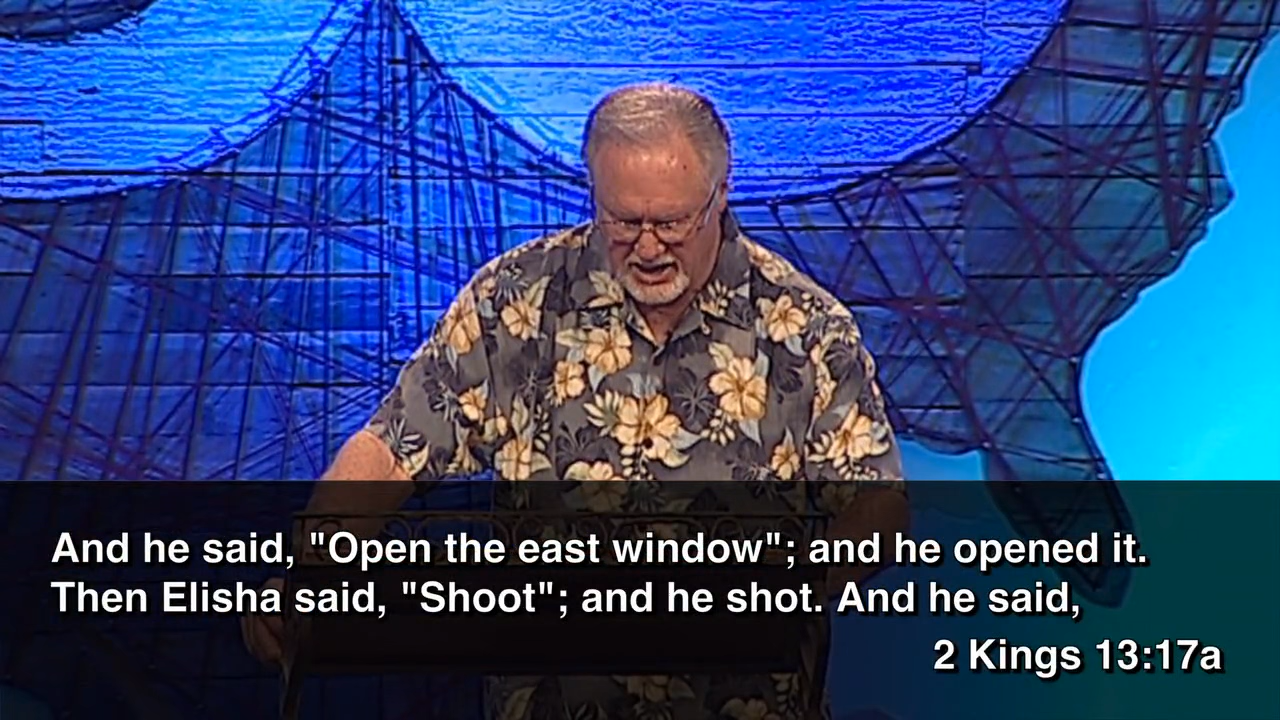 And he said, "Open the east window"; and he opened it.
Then Elisha said, "Shoot"; and he shot. And he said,
2 Kings 13:17a